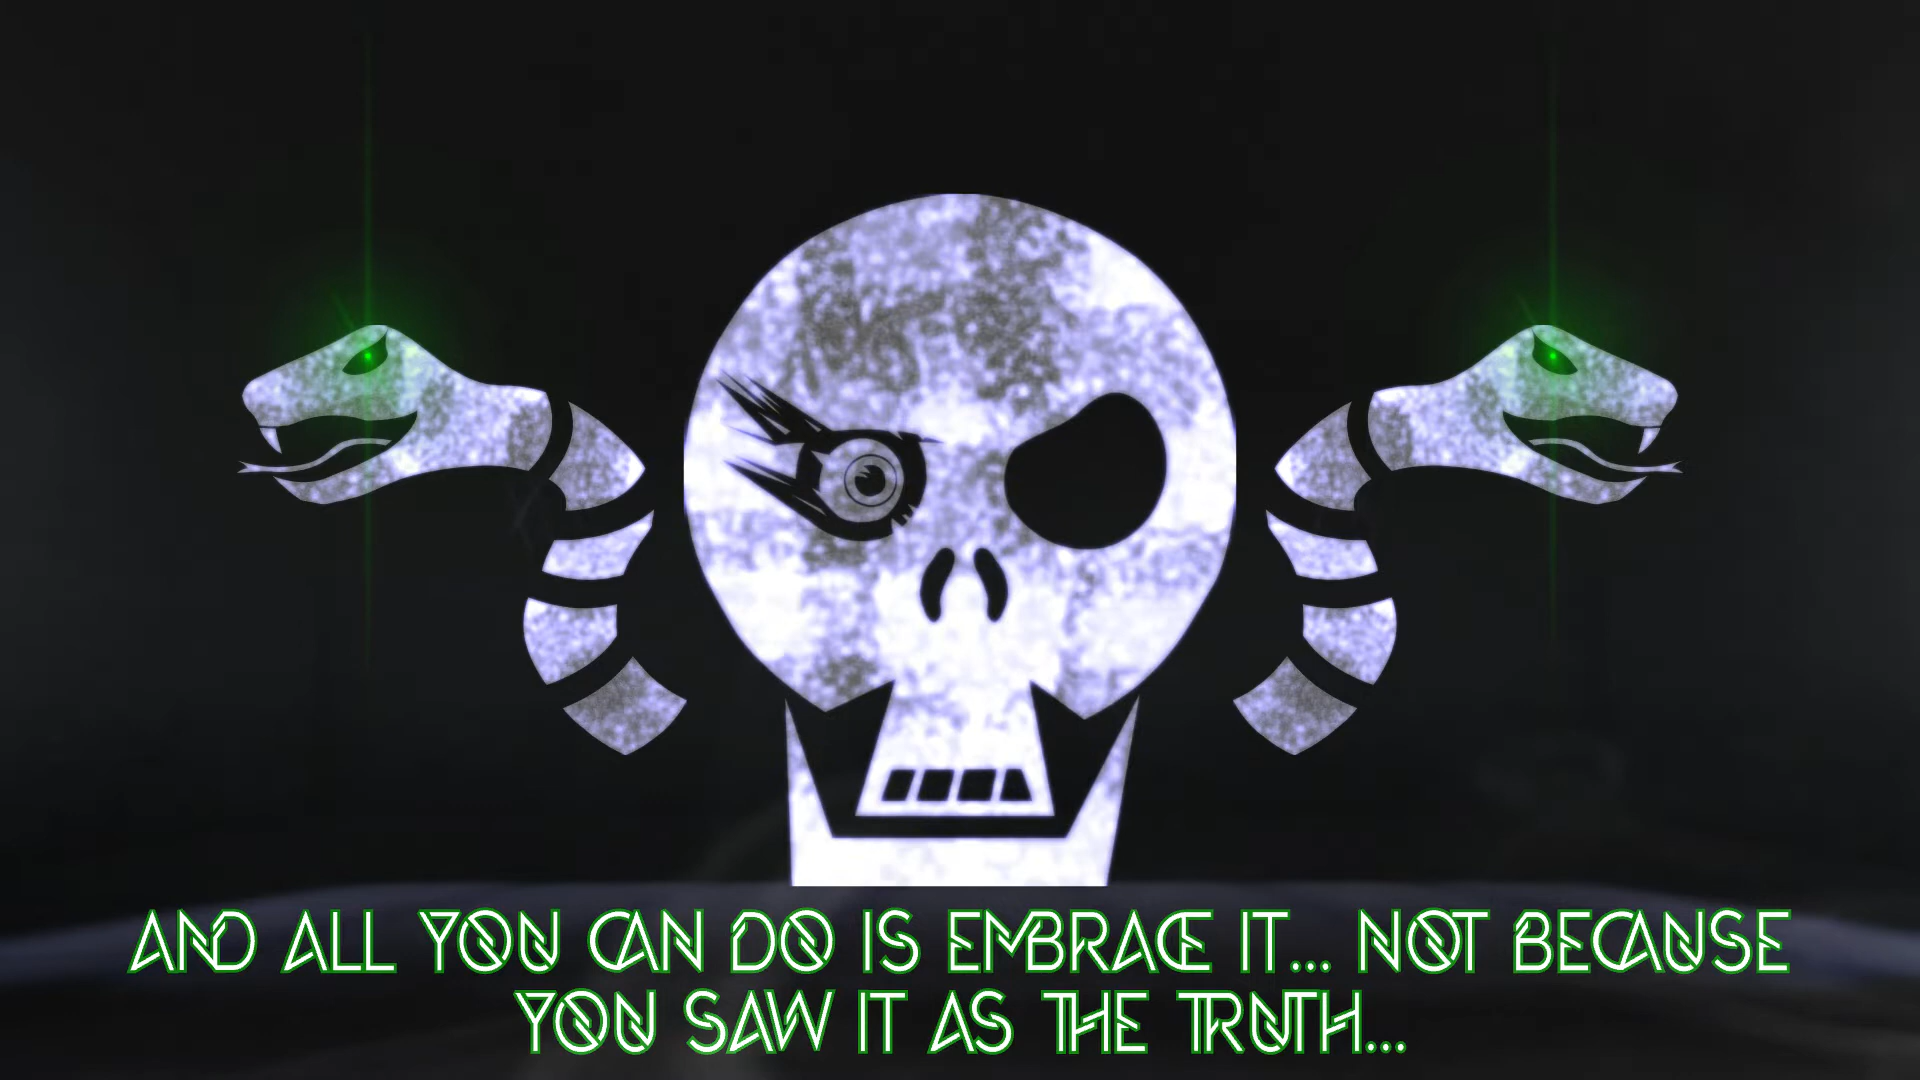 AND ALL YOU CAN DO IS EMBRACE IT... NOT BECAUSE
YOU SAW IT AS THE TRUTH...